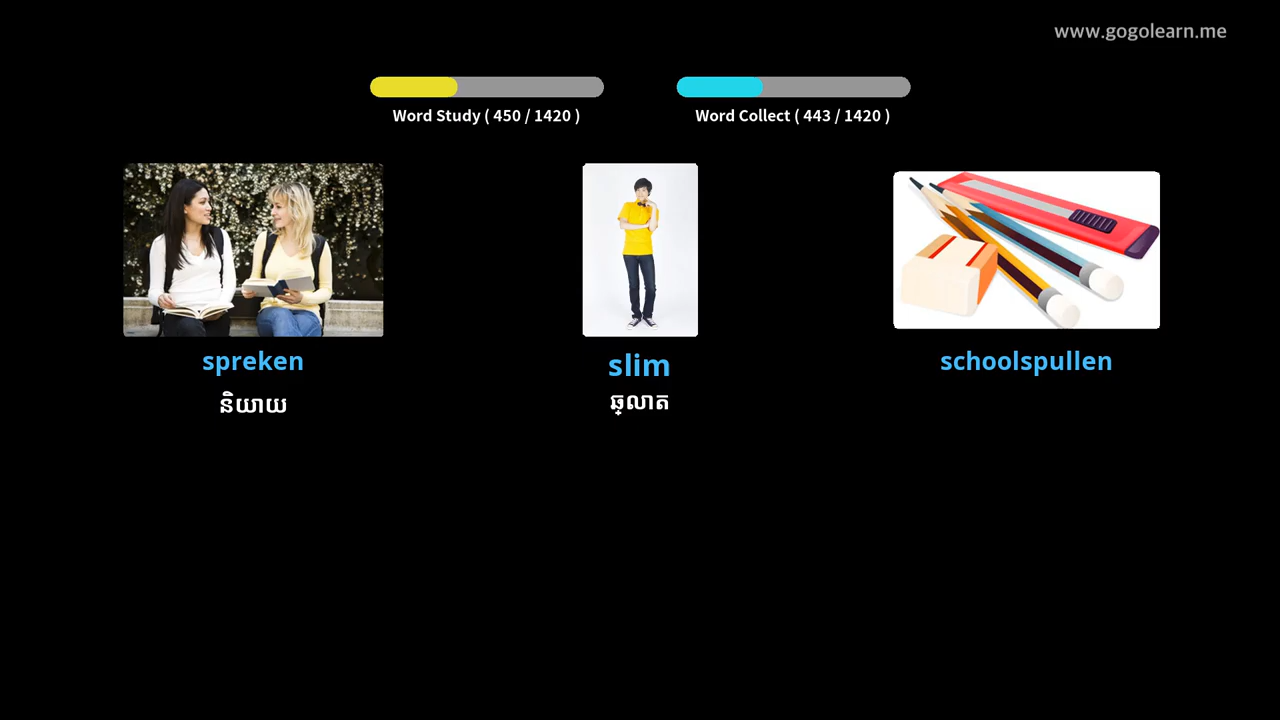 www.gogolearn.me
Word Study ( 450 / 1420 )
Word Collect ( 443 / 1420 )
spreken
slim
schoolspullen
និយាយ
ឆ្លាត